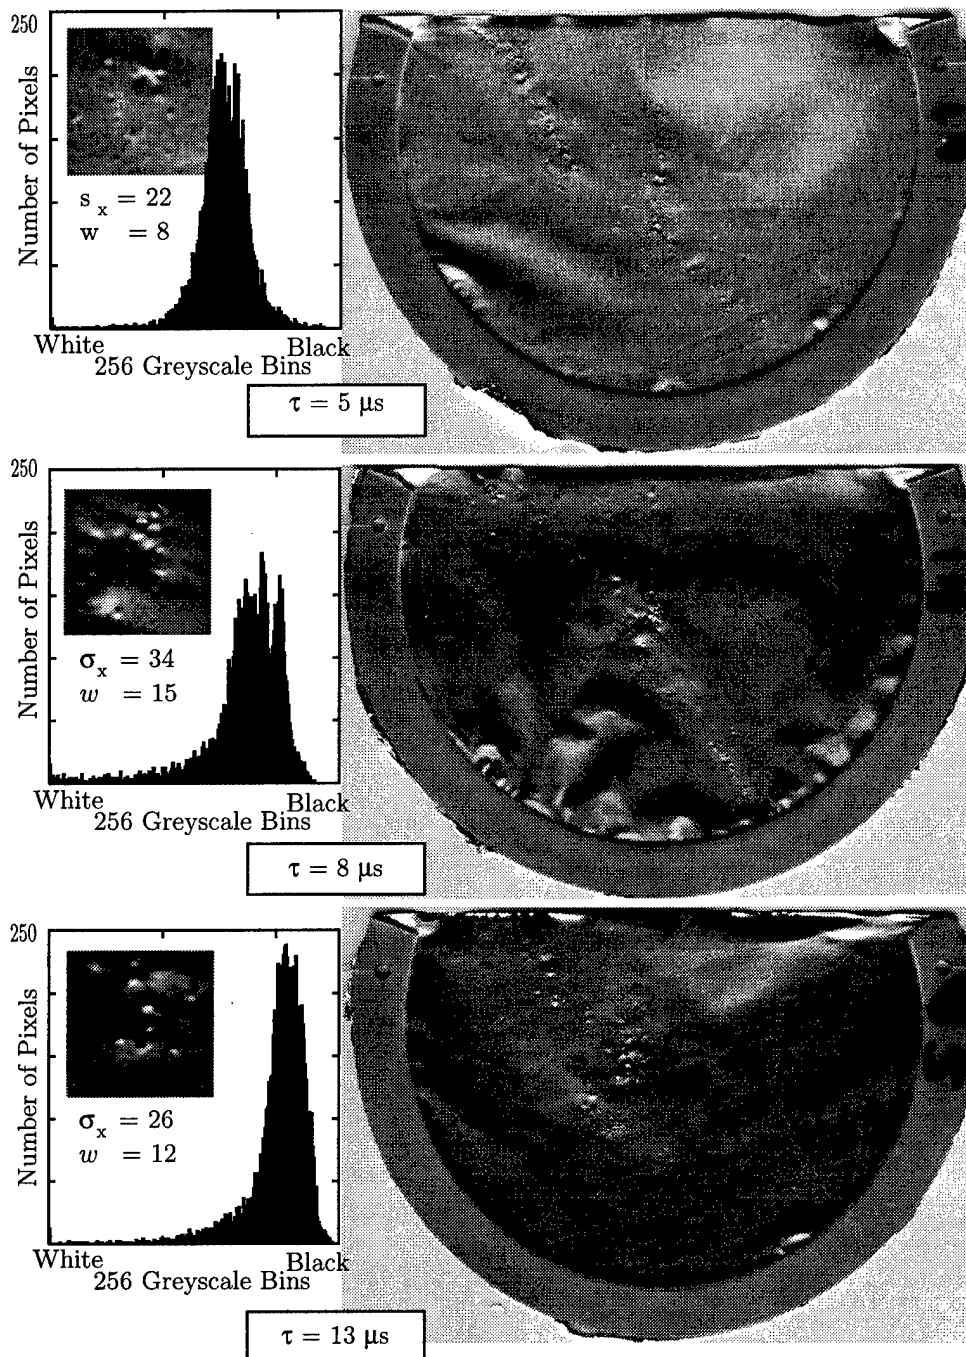 250
Number of Pixels
s x = 22
w = 8
White
Black
256 Greyscale Bins
τ = 5 μs
250
Number of Pixels
σx = 34
w = 15
White
Black
256 Greyscale Bins
τ = 8 μs
250
Number of Pixels
σx = 26
w = 12
White
Black
256 Greyscale Bins
τ = 13 μs